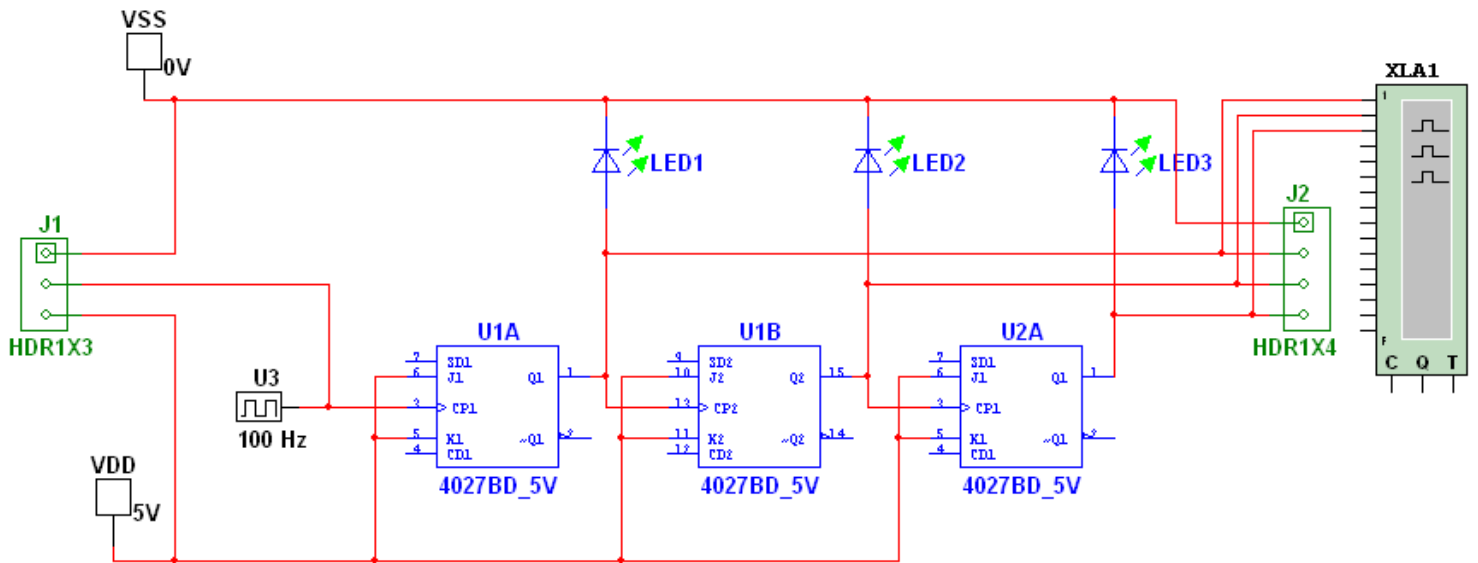 VSS
0V
XLA1
1
LED1
LED2
LED3
J2
J1
HDR1X3
HDR1X4
F
C Q T
U1A
U1B
U2A
7 SD1
6 J1 Q1 1
3 CP1
5 K1 ~Q1 2
4 CD1
9 SD2
10 J2 Q2 15
13 CP2
11 K2 ~Q2 14
12 CD2
7 SD1
6 J1 Q1 1
3 CP1
5 K1 ~Q1 2
4 CD1
4027BD_5V
4027BD_5V
4027BD_5V
U3
100 Hz
VDD
5V